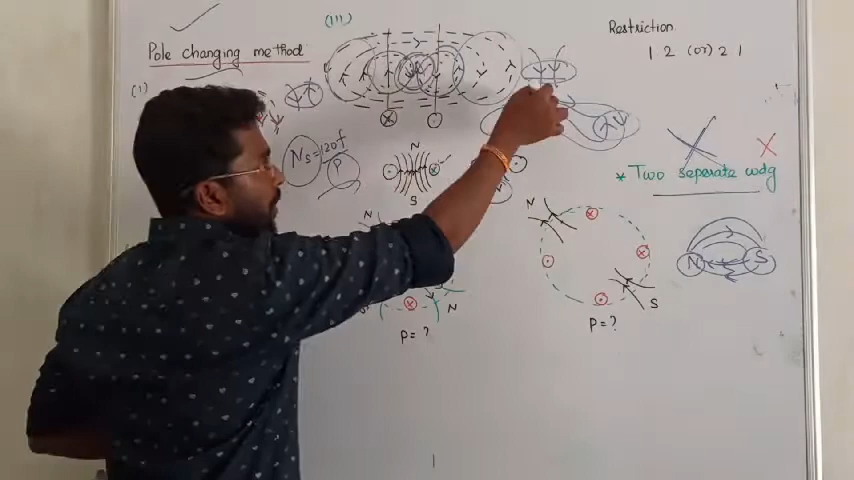 (III)
Restriction
Pole changing method
1 2 (or) 2 1
(I)
Ns = 120f
P
N
S
* Two seperate wdg
N
N
N S
S
N
P = ?
P = ?